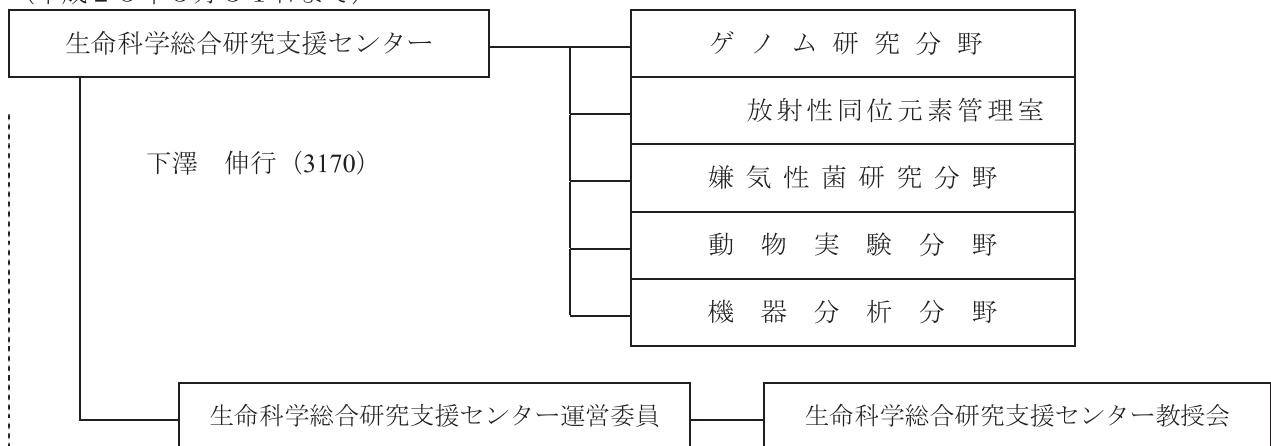 生命科学総合研究支援センター
ゲノム研究分野
放射性同位元素管理室
下澤　伸行（3170）
嫌気性菌研究分野
動物実験分野
機器分析分野
生命科学総合研究支援センター運営委員
生命科学総合研究支援センター教授会